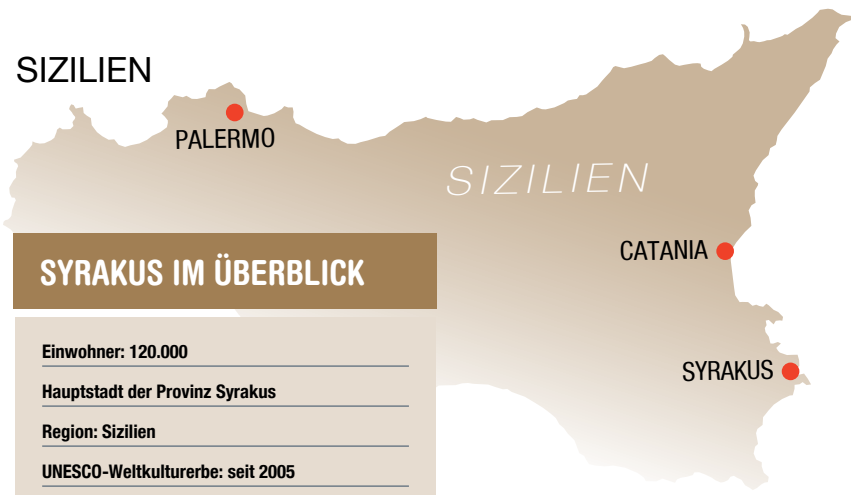 SIZILIEN
PALERMO
SIZILIEN
CATANIA
SYRAKUS
SYRAKUS IM ÜBERBLICK
Einwohner: 120.000
Hauptstadt der Provinz Syrakus
Region: Sizilien
UNESCO-Weltkulturerbe: seit 2005